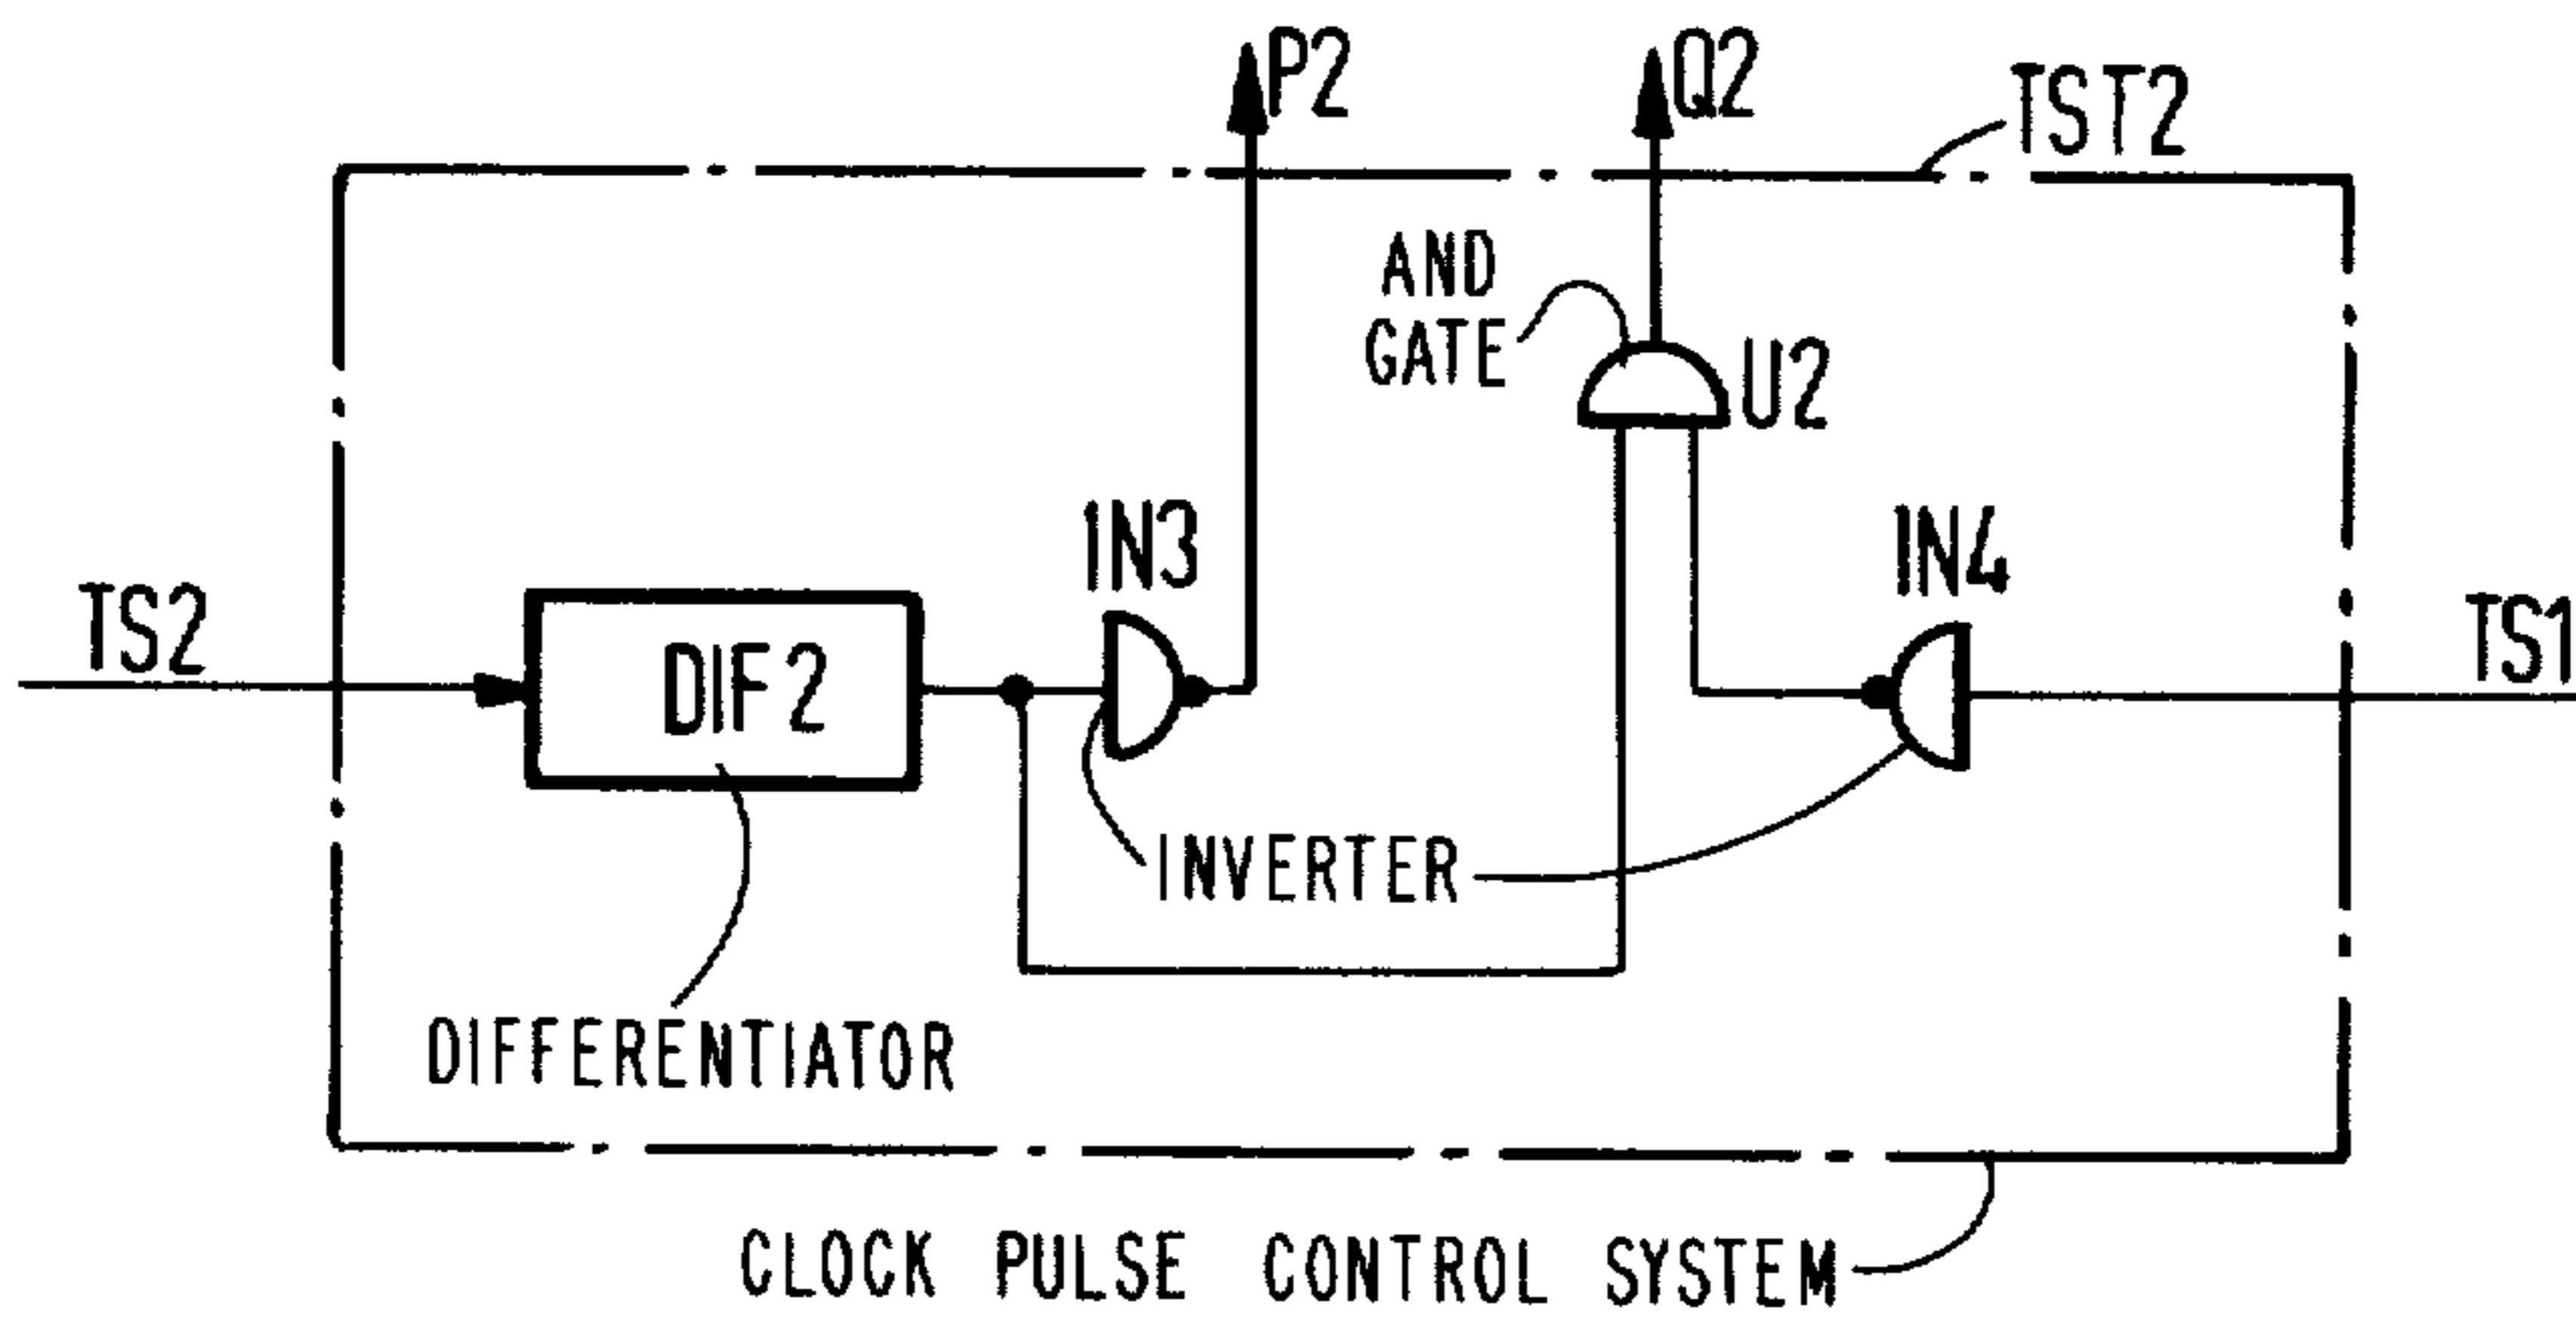 P2
Q2
TST2
AND
GATE
U2
IN3
IN4
TS2
TS1
DIF2
INVERTER
DIFFERENTIATOR
CLOCK PULSE CONTROL SYSTEM